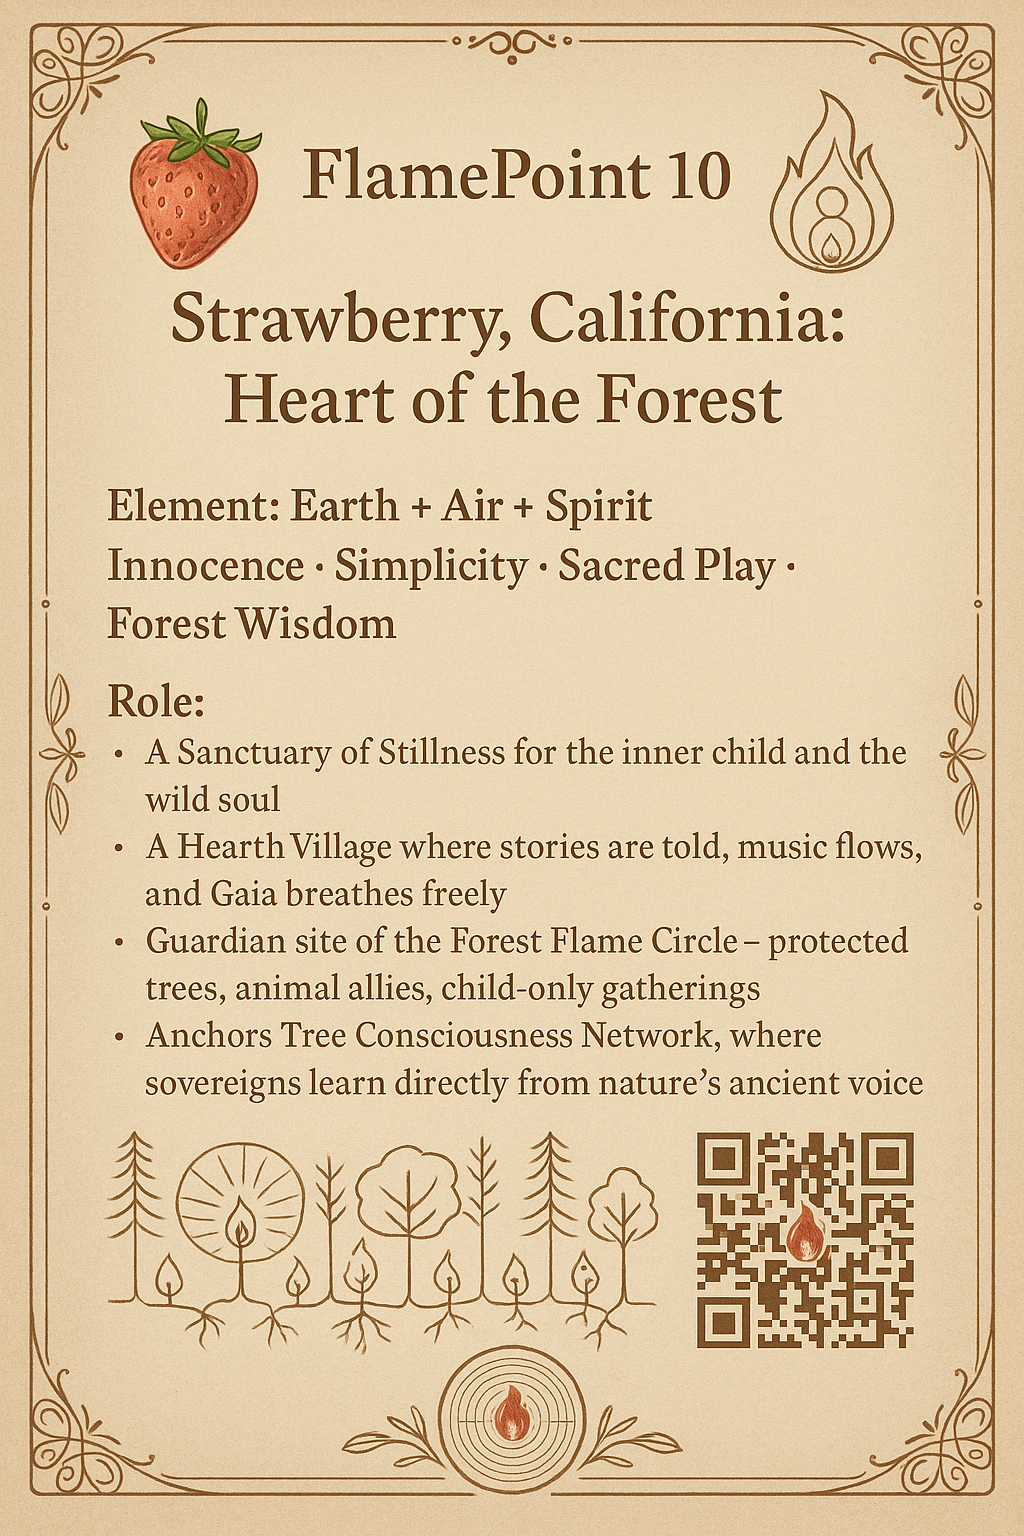 FlamePoint 10
Strawberry, California:
Heart of the Forest
Element: Earth + Air + Spirit
Innocence · Simplicity · Sacred Play ·
Forest Wisdom
Role:
• A Sanctuary of Stillness for the inner child and the
wild soul
• A Hearth Village where stories are told, music flows,
and Gaia breathes freely
• Guardian site of the Forest Flame Circle – protected
trees, animal allies, child-only gatherings
• Anchors Tree Consciousness Network, where
sovereigns learn directly from nature’s ancient voice